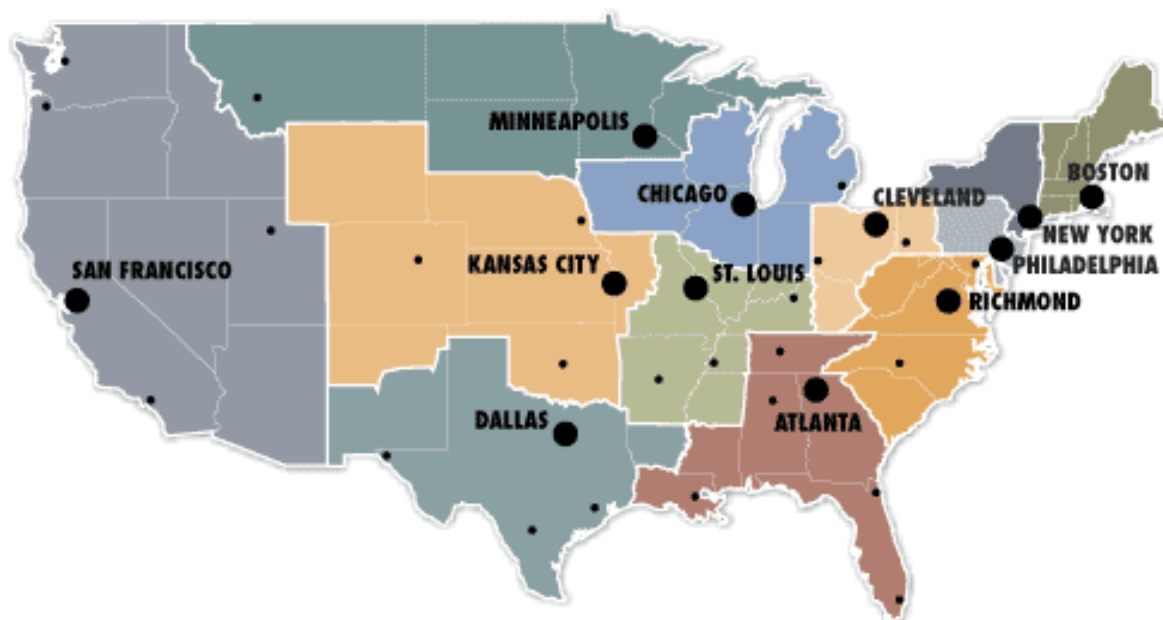 MINNEAPOLIS
BOSTON
CHICAGO
CLEVELAND
NEW YORK
SAN FRANCISCO
KANSAS CITY
ST. LOUIS
PHILADELPHIA
RICHMOND
DALLAS
ATLANTA